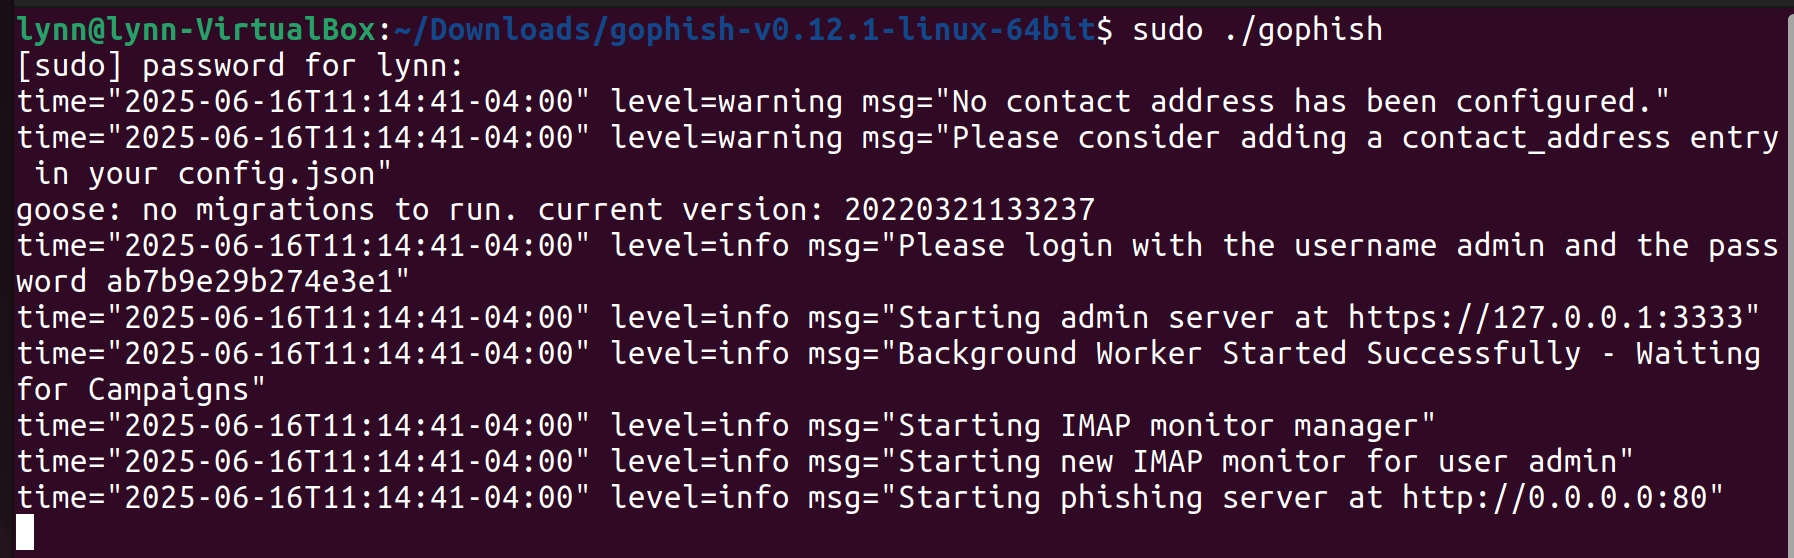 lynn@lynn-VirtualBox:~/Downloads/gophish-v0.12.1-linux-64bit$ sudo ./gophish
[sudo] password for lynn:
time="2025-06-16T11:14:41-04:00" level=warning msg="No contact address has been configured."
time="2025-06-16T11:14:41-04:00" level=warning msg="Please consider adding a contact_address entry
 in your config.json"
goose: no migrations to run. current version: 20220321133237
time="2025-06-16T11:14:41-04:00" level=info msg="Please login with the username admin and the pass
word ab7b9e29b274e3e1"
time="2025-06-16T11:14:41-04:00" level=info msg="Starting admin server at https://127.0.0.1:3333"
time="2025-06-16T11:14:41-04:00" level=info msg="Background Worker Started Successfully - Waiting
for Campaigns"
time="2025-06-16T11:14:41-04:00" level=info msg="Starting IMAP monitor manager"
time="2025-06-16T11:14:41-04:00" level=info msg="Starting new IMAP monitor for user admin"
time="2025-06-16T11:14:41-04:00" level=info msg="Starting phishing server at http://0.0.0.0:80"